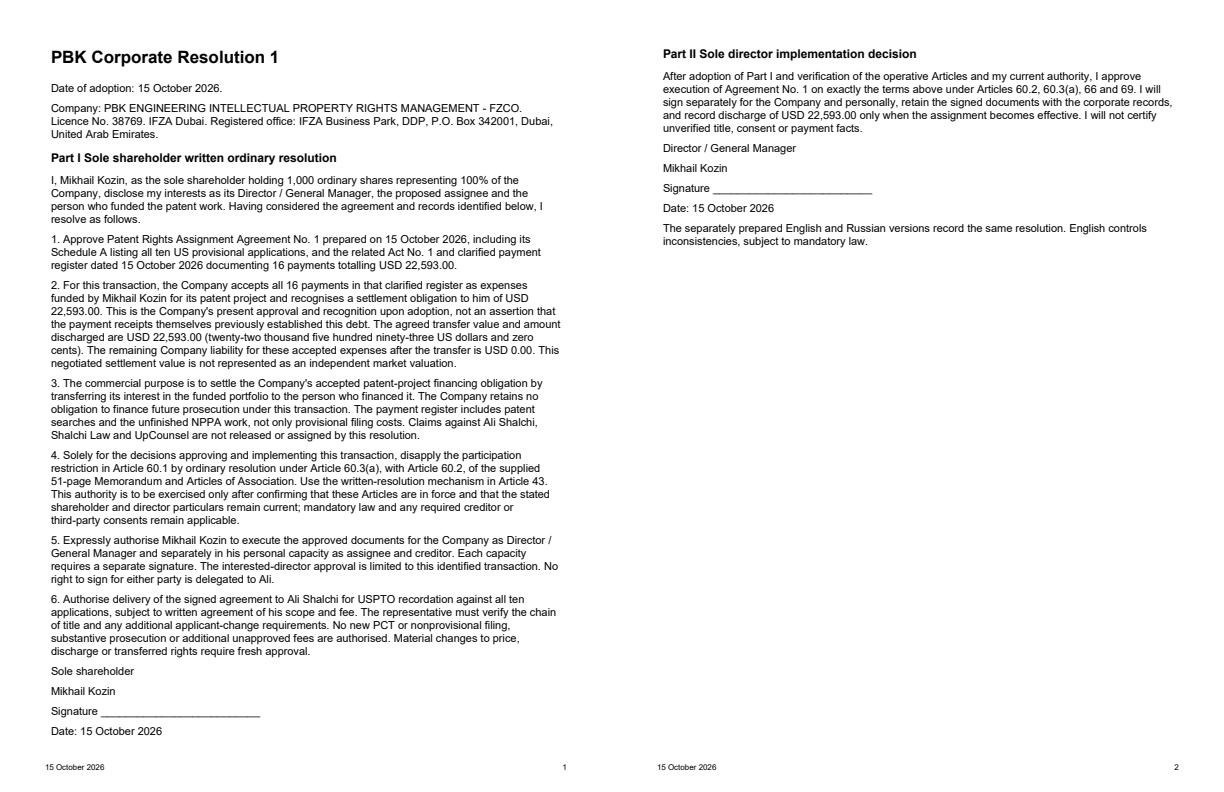 PBK Corporate Resolution 1
Date of adoption: 15 October 2026.
Company: PBK ENGINEERING INTELLECTUAL PROPERTY RIGHTS MANAGEMENT - FZCO.
Licence No. 38769. IFZA Dubai. Registered office: IFZA Business Park, DDP, P.O. Box 342001, Dubai,
United Arab Emirates.
Part I Sole shareholder written ordinary resolution
I, Mikhail Kozin, as the sole shareholder holding 1,000 ordinary shares representing 100% of the
Company, disclose my interests as its Director / General Manager, the proposed assignee and the
person who funded the patent work. Having considered the agreement and records identified below, I
resolve as follows.
1. Approve Patent Rights Assignment Agreement No. 1 prepared on 15 October 2026, including its
Schedule A listing all ten US provisional applications, and the related Act No. 1 and clarified payment
register dated 15 October 2026 documenting 16 payments totalling USD 22,593.00.
2. For this transaction, the Company accepts all 16 payments in that clarified register as expenses
funded by Mikhail Kozin for its patent project and recognises a settlement obligation to him of USD
22,593.00. This is the Company's present approval and recognition upon adoption, not an assertion that
the payment receipts themselves previously established this debt. The agreed transfer value and amount
discharged are USD 22,593.00 (twenty-two thousand five hundred ninety-three US dollars and zero
cents). The remaining Company liability for these accepted expenses after the transfer is USD 0.00. This
negotiated settlement value is not represented as an independent market valuation.
3. The commercial purpose is to settle the Company's accepted patent-project financing obligation by
transferring its interest in the funded portfolio to the person who financed it. The Company retains no
obligation to finance future prosecution under this transaction. The payment register includes patent
searches and the unfinished NPPA work, not only provisional filing costs. Claims against Ali Shalchi,
Shalchi Law and UpCounsel are not released or assigned by this resolution.
4. Solely for the decisions approving and implementing this transaction, disapply the participation
restriction in Article 60.1 by ordinary resolution under Article 60.3(a), with Article 60.2, of the supplied
51-page Memorandum and Articles of Association. Use the written-resolution mechanism in Article 43.
This authority is to be exercised only after confirming that these Articles are in force and that the stated
shareholder and director particulars remain current; mandatory law and any required creditor or
third-party consents remain applicable.
5. Expressly authorise Mikhail Kozin to execute the approved documents for the Company as Director /
General Manager and separately in his personal capacity as assignee and creditor. Each capacity
requires a separate signature. The interested-director approval is limited to this identified transaction. No
right to sign for either party is delegated to Ali.
6. Authorise delivery of the signed agreement to Ali Shalchi for USPTO recordation against all ten
applications, subject to written agreement of his scope and fee. The representative must verify the chain
of title and any additional applicant-change requirements. No new PCT or nonprovisional filing,
substantive prosecution or additional unapproved fees are authorised. Material changes to price,
discharge or transferred rights require fresh approval.
Sole shareholder
Mikhail Kozin
Signature __________________________
Date: 15 October 2026
15 October 2026 1
Part II Sole director implementation decision
After adoption of Part I and verification of the operative Articles and my current authority, I approve
execution of Agreement No. 1 on exactly the terms above under Articles 60.2, 60.3(a), 66 and 69. I will
sign separately for the Company and personally, retain the signed documents with the corporate records,
and record discharge of USD 22,593.00 only when the assignment becomes effective. I will not certify
unverified title, consent or payment facts.
Director / General Manager
Mikhail Kozin
Signature __________________________
Date: 15 October 2026
The separately prepared English and Russian versions record the same resolution. English controls
inconsistencies, subject to mandatory law.
15 October 2026 2